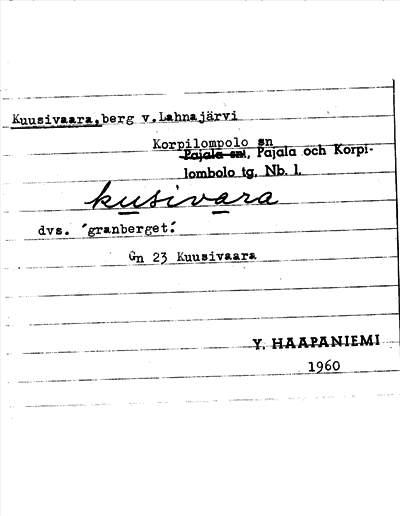 Kuusivaara, berg v. Lahnajärvi
Korpilompolo sn
Pajala sn, Pajala och Korpi-
lombolo tg, Nb. l.
kusivara
dvs. 'granberget'.
Gn 23 Kuusivaara
Y. HAAPANIEMI
1960